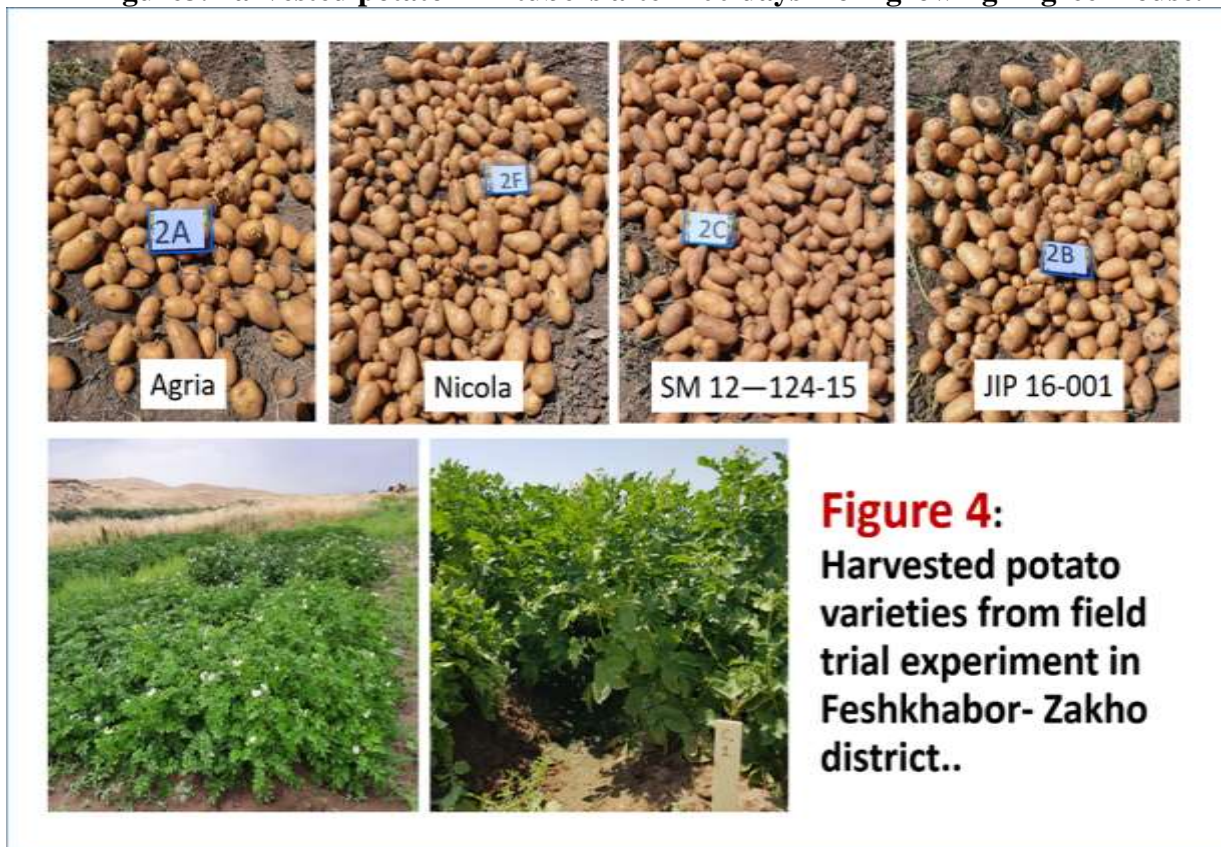 2A
2F
2C
2B
Agria
Nicola
SM 12—124-15
JIP 16-001
Figure 4:
Harvested potato
varieties from field
trial experiment in
Feshkhabor- Zakho
district..